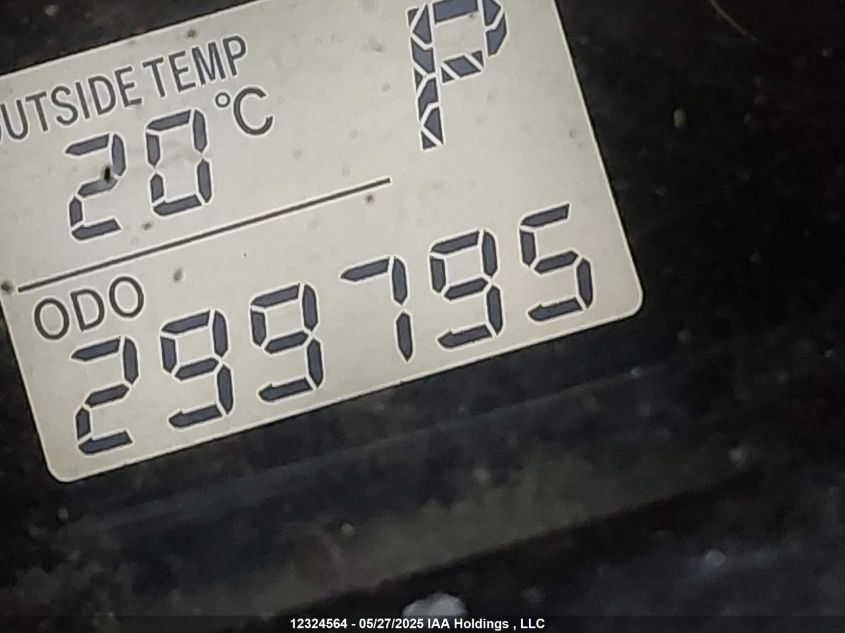 OUTSIDE TEMP
20°C
P
ODO
299795
12324564 - 05/27/2025 IAA Holdings , LLC